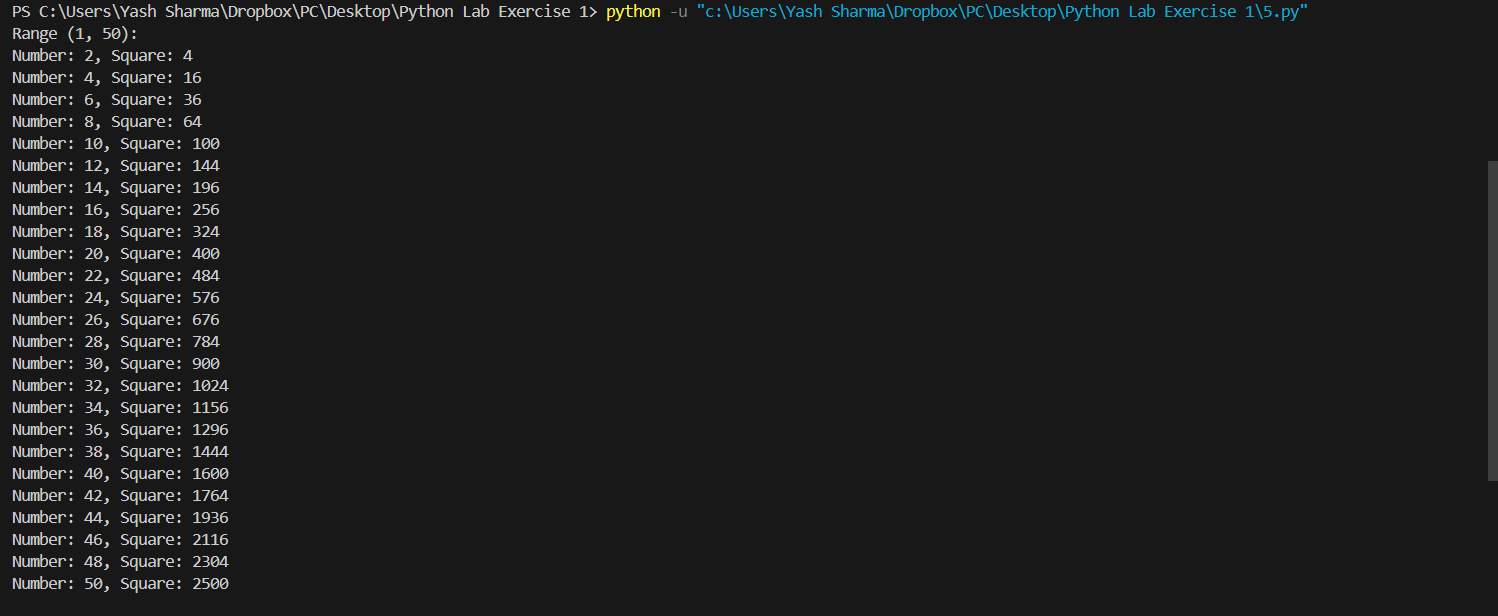 PS C:\Users\Yash Sharma\Dropbox\PC\Desktop\Python Lab Exercise 1> python -u "c:\Users\Yash Sharma\Dropbox\PC\Desktop\Python Lab Exercise 1\5.py"
Range (1, 50):
Number: 2, Square: 4
Number: 4, Square: 16
Number: 6, Square: 36
Number: 8, Square: 64
Number: 10, Square: 100
Number: 12, Square: 144
Number: 14, Square: 196
Number: 16, Square: 256
Number: 18, Square: 324
Number: 20, Square: 400
Number: 22, Square: 484
Number: 24, Square: 576
Number: 26, Square: 676
Number: 28, Square: 784
Number: 30, Square: 900
Number: 32, Square: 1024
Number: 34, Square: 1156
Number: 36, Square: 1296
Number: 38, Square: 1444
Number: 40, Square: 1600
Number: 42, Square: 1764
Number: 44, Square: 1936
Number: 46, Square: 2116
Number: 48, Square: 2304
Number: 50, Square: 2500